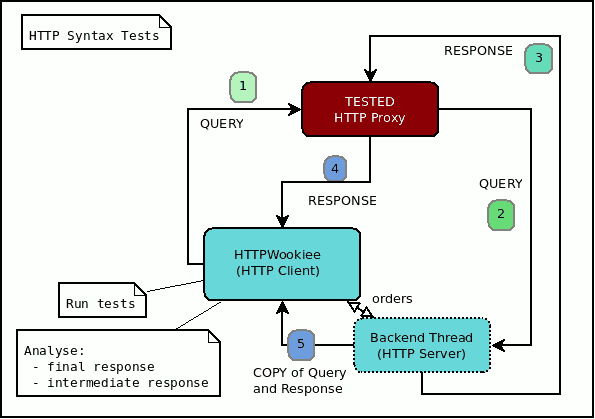 HTTP Syntax Tests
RESPONSE
3
1
TESTED
HTTP Proxy
QUERY
4
QUERY
RESPONSE
2
HTTPWookiee
(HTTP Client)
Run tests
orders
Analyse:
- final response
- intermediate response
5
Backend Thread
(HTTP Server)
COPY of Query
and Response